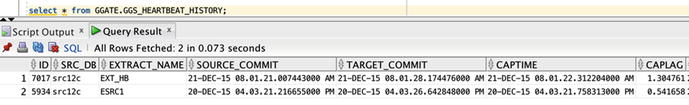 select * from GGATE.GGS_HEARTBEAT_HISTORY;
Script Output Query Result
SQL All Rows Fetched: 2 in 0.073 seconds
ID SRC_DB EXTRACT_NAME SOURCE_COMMIT TARGET_COMMIT CAPTIME CAPLAG
1 7017 src12c EXT_HB 21-DEC-15 08.01.21.007443000 AM 21-DEC-15 08.01.28.174476000 AM 21-DEC-15 08.01.22.312204000 AM 1.304761
2 5934 src12c ESRC1 20-DEC-15 04.03.21.216655000 PM 20-DEC-15 04.03.26.642848000 PM 20-DEC-15 04.03.21.758313000 PM 0.541658